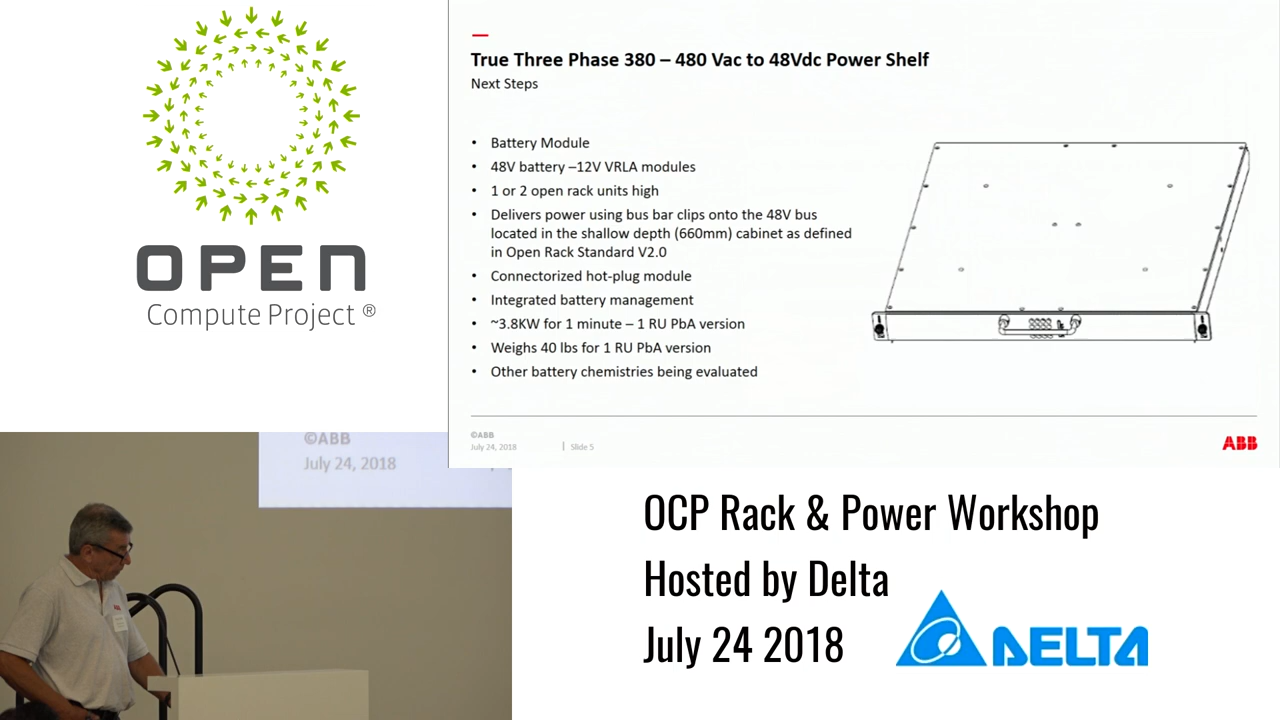 OPEN
Compute Project ®
True Three Phase 380 – 480 Vac to 48Vdc Power Shelf
Next Steps
• Battery Module
• 48V battery –12V VRLA modules
• 1 or 2 open rack units high
• Delivers power using bus bar clips onto the 48V bus
located in the shallow depth (660mm) cabinet as defined
in Open Rack Standard V2.0
• Connectorized hot-plug module
• Integrated battery management
• ~3.8KW for 1 minute – 1 RU PbA version
• Weighs 40 lbs for 1 RU PbA version
• Other battery chemistries being evaluated
©ABB
July 24, 2018 | Slide 5
ABB
©ABB
July 24, 2018
OCP Rack & Power Workshop
Hosted by Delta
July 24 2018
DELTA